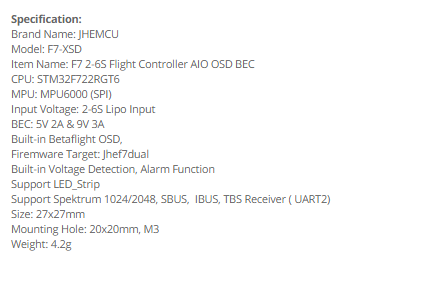 Specification:
Brand Name: JHEMCU
Model: F7-XSD
Item Name: F7 2-6S Flight Controller AIO OSD BEC
CPU: STM32F722RGT6
MPU: MPU6000 (SPI)
Input Voltage: 2-6S Lipo Input
BEC: 5V 2A & 9V 3A
Built-in Betaflight OSD,
Firemware Target: Jhef7dual
Built-in Voltage Detection, Alarm Function
Support LED_Strip
Support Spektrum 1024/2048, SBUS,  IBUS, TBS Receiver ( UART2)
Size: 27x27mm
Mounting Hole: 20x20mm, M3
Weight: 4.2g